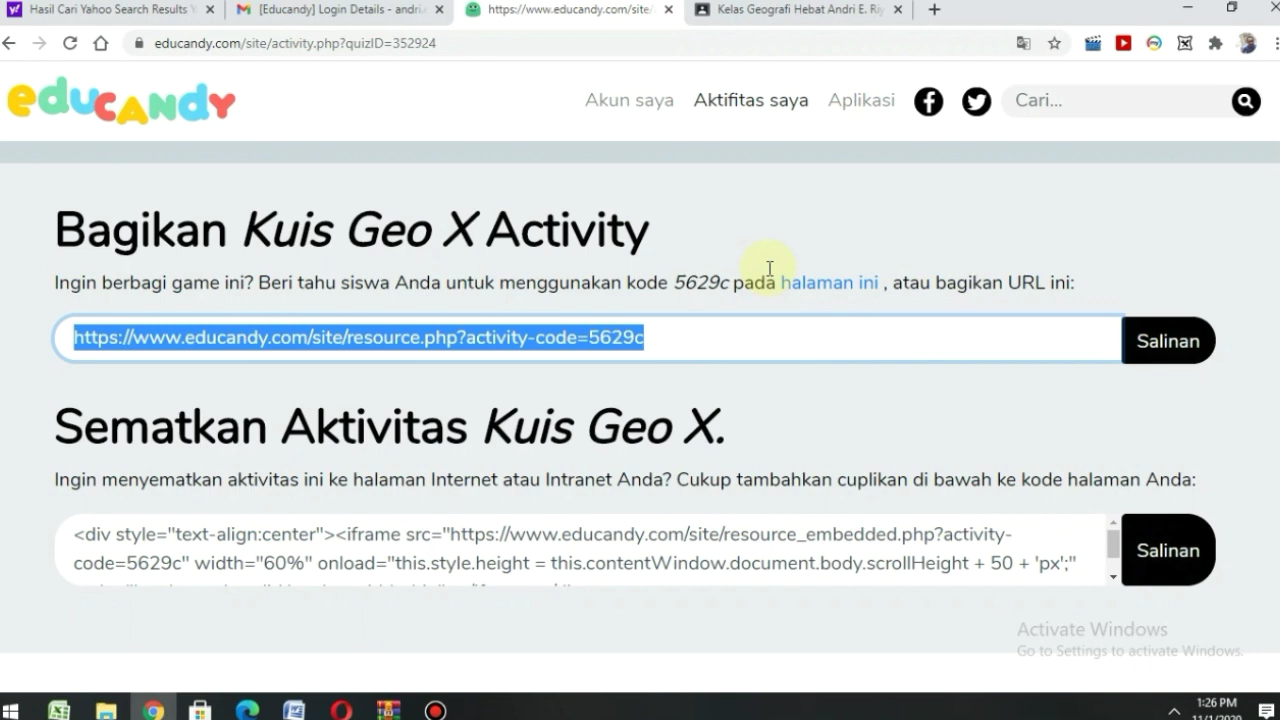 Hasil Cari Yahoo Search Results Y
[Educandy] Login Details - andri.
https://www.educandy.com/site/
Kelas Geografi Hebat Andri E. Riy
educandy.com/site/activity.php?quizID=352924
educandy
Akun saya
Aktifitas saya
Aplikasi
Cari...
Bagikan Kuis Geo X Activity
Ingin berbagi game ini? Beri tahu siswa Anda untuk menggunakan kode 5629c pada halaman ini , atau bagikan URL ini:
https://www.educandy.com/site/resource.php?activity-code=5629c
Salinan
Sematkan Aktivitas Kuis Geo X.
Ingin menyematkan aktivitas ini ke halaman Internet atau Intranet Anda? Cukup tambahkan cuplikan di bawah ke kode halaman Anda:
<div style="text-align:center"><iframe src="https://www.educandy.com/site/resource_embedded.php?activity-
code=5629c" width="60%" onload="this.style.height = this.contentWindow.document.body.scrollHeight + 50 + 'px';"
Salinan
Activate Windows
Go to Settings to activate Windows.
1:26 PM
11/1/2020